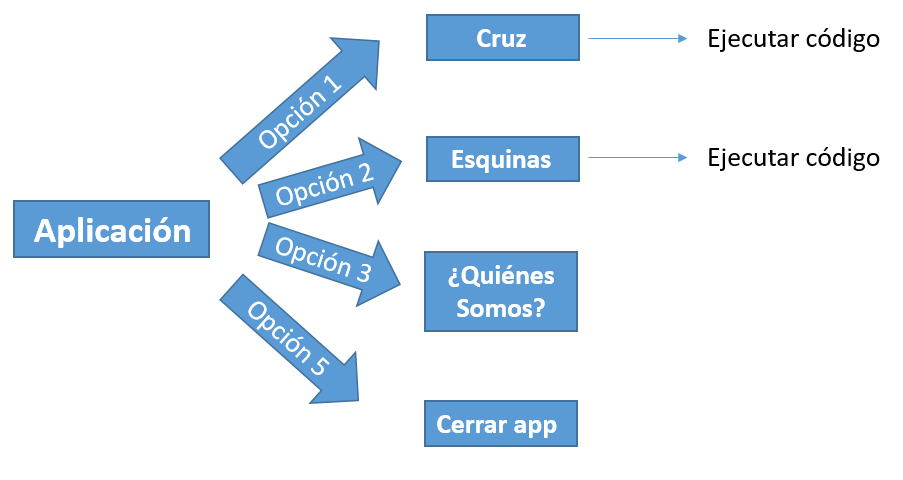 Aplicación
Opción 1
Cruz
Ejecutar código
Opción 2
Esquinas
Ejecutar código
Opción 3
¿Quiénes
Somos?
Opción 5
Cerrar app